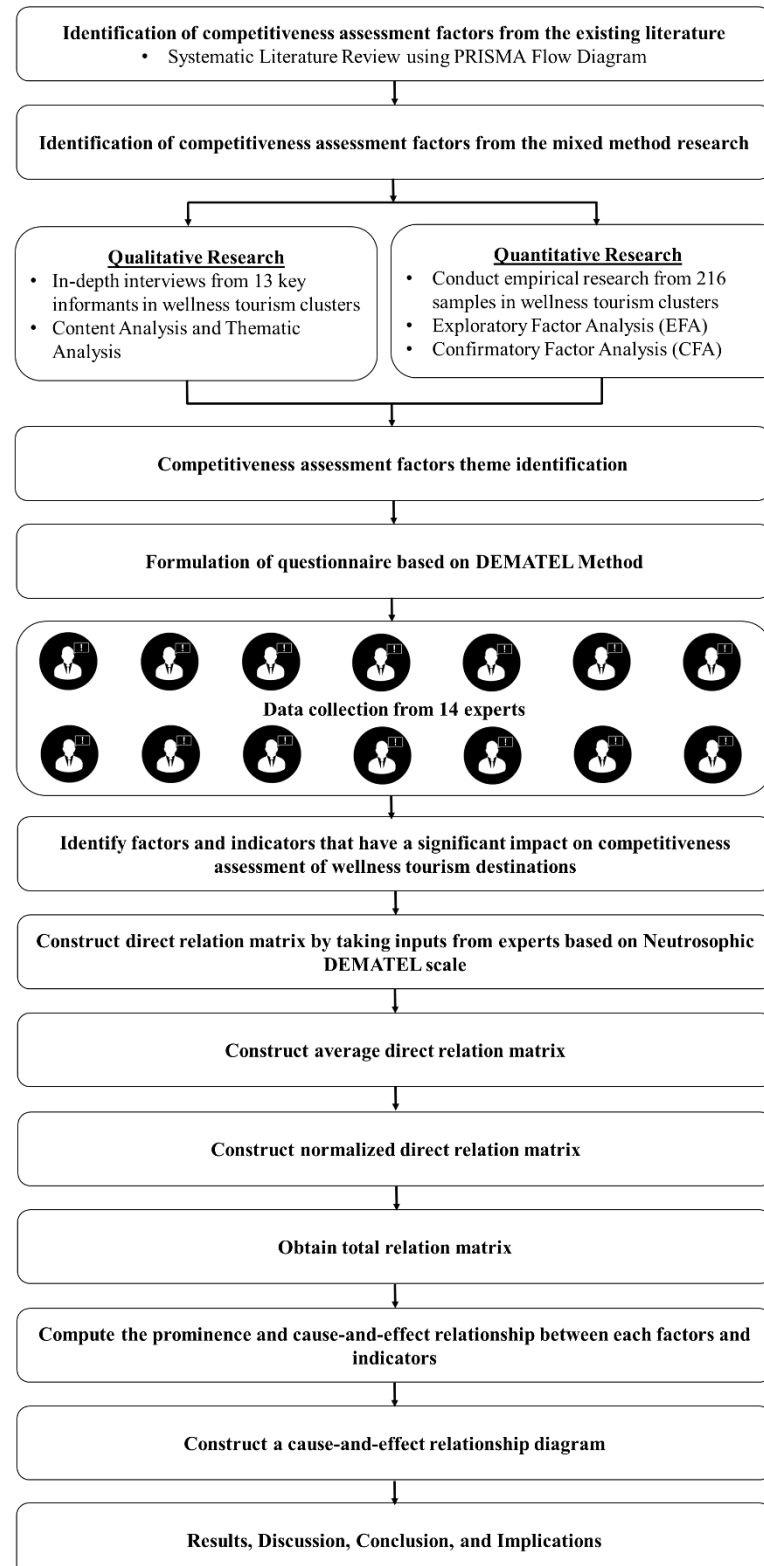 Identification of competitiveness assessment factors from the existing literature
• Systematic Literature Review using PRISMA Flow Diagram
Identification of competitiveness assessment factors from the mixed method research
Qualitative Research
• In-depth interviews from 13 key
informants in wellness tourism clusters
• Content Analysis and Thematic
Analysis
Quantitative Research
• Conduct empirical research from 216
samples in wellness tourism clusters
• Exploratory Factor Analysis (EFA)
• Confirmatory Factor Analysis (CFA)
Competitiveness assessment factors theme identification
Formulation of questionnaire based on DEMATEL Method
Data collection from 14 experts
Identify factors and indicators that have a significant impact on competitiveness
assessment of wellness tourism destinations
Construct direct relation matrix by taking inputs from experts based on Neutrosophic
DEMATEL scale
Construct average direct relation matrix
Construct normalized direct relation matrix
Obtain total relation matrix
Compute the prominence and cause-and-effect relationship between each factors and
indicators
Construct a cause-and-effect relationship diagram
Results, Discussion, Conclusion, and Implications